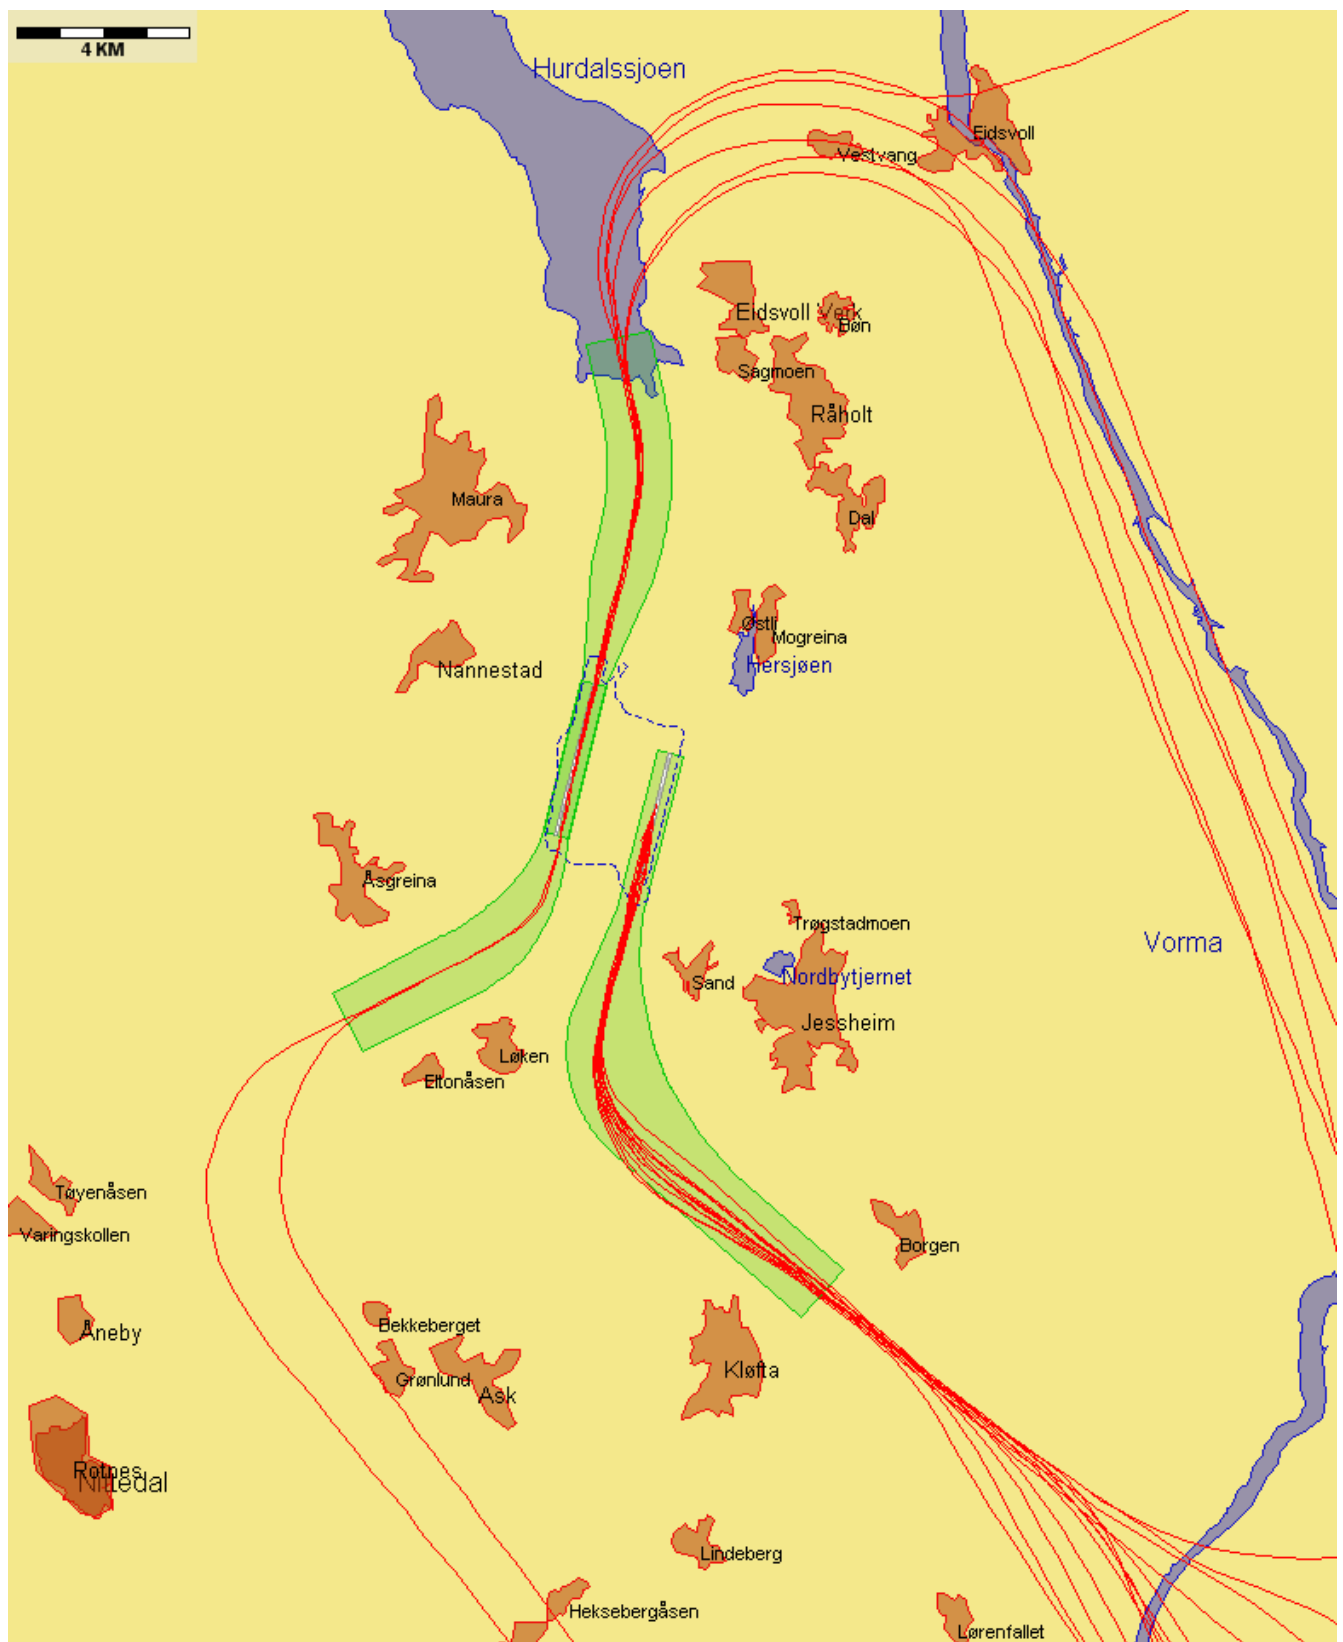 4 KM
Hurdalssjoen
Eidsvoll
Vestvang
Eidsvoll Verk
Bøn
Sagmoen
Råholt
Maura
Dal
Østli
Mogreina
Hersjøen
Nannestad
Åsgreina
Trøgstadmoen
Vorma
Sand
Nordbytjernet
Jessheim
Løken
Eltonåsen
Tøyenåsen
Varingskollen
Borgen
Bekkeberget
Åneby
Kløfta
Grønlund
Ask
Rotnes
Nittedal
Lindeberg
Heksebergåsen
Lørenfallet